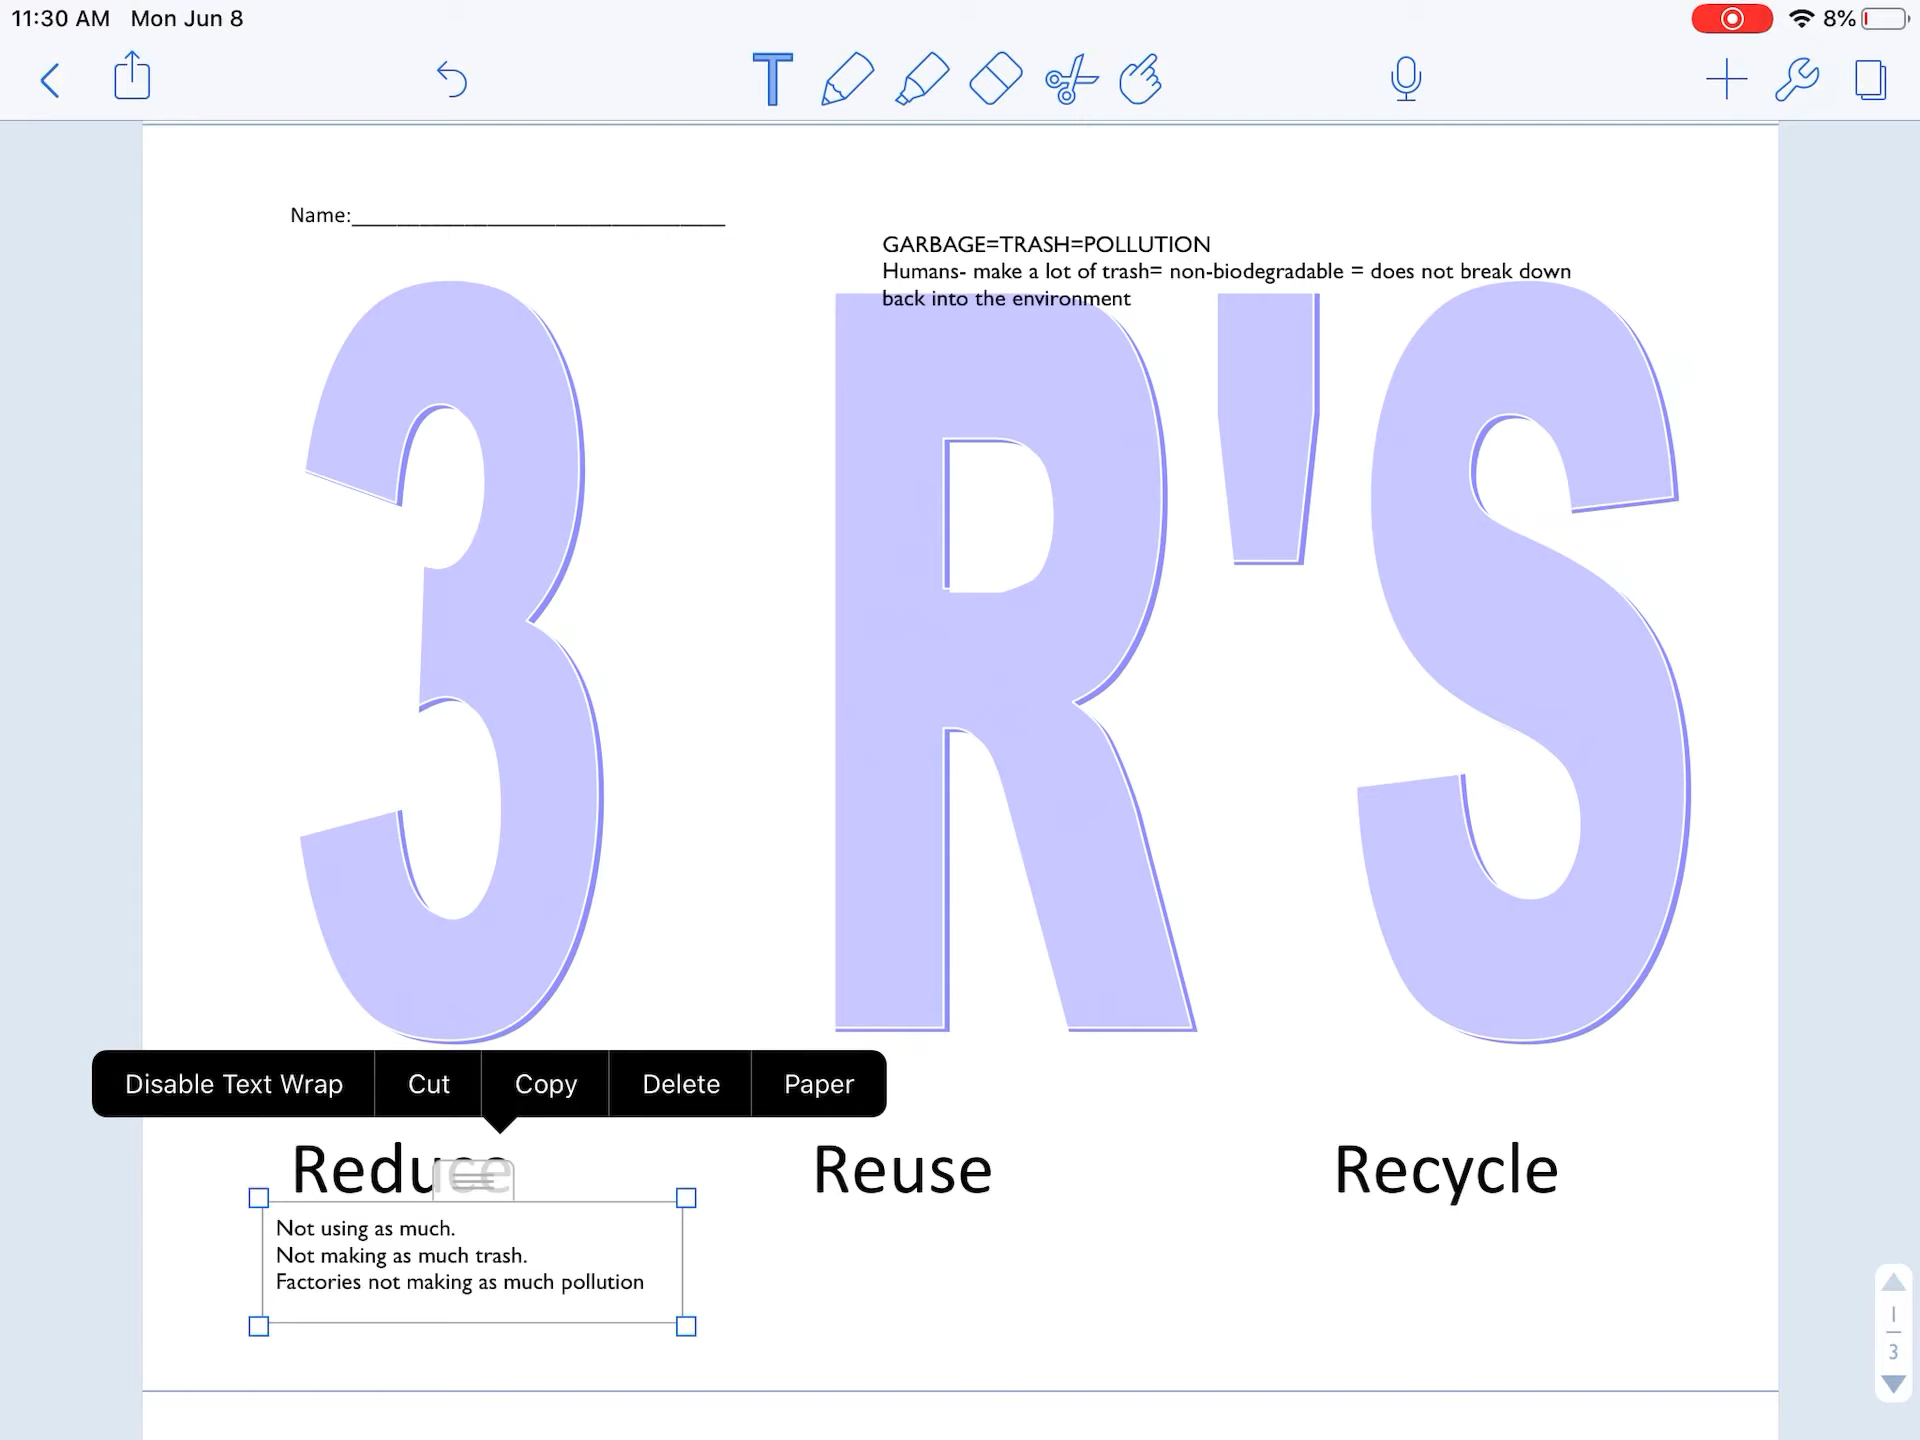 11:30 AM Mon Jun 8
8%
T
Name:
GARBAGE=TRASH=POLLUTION
Humans- make a lot of trash= non-biodegradable = does not break down
back into the environment
3 R'S
Disable Text Wrap Cut Copy Delete Paper
Reduce Reuse Recycle
Not using as much.
Not making as much trash.
Factories not making as much pollution
1
3